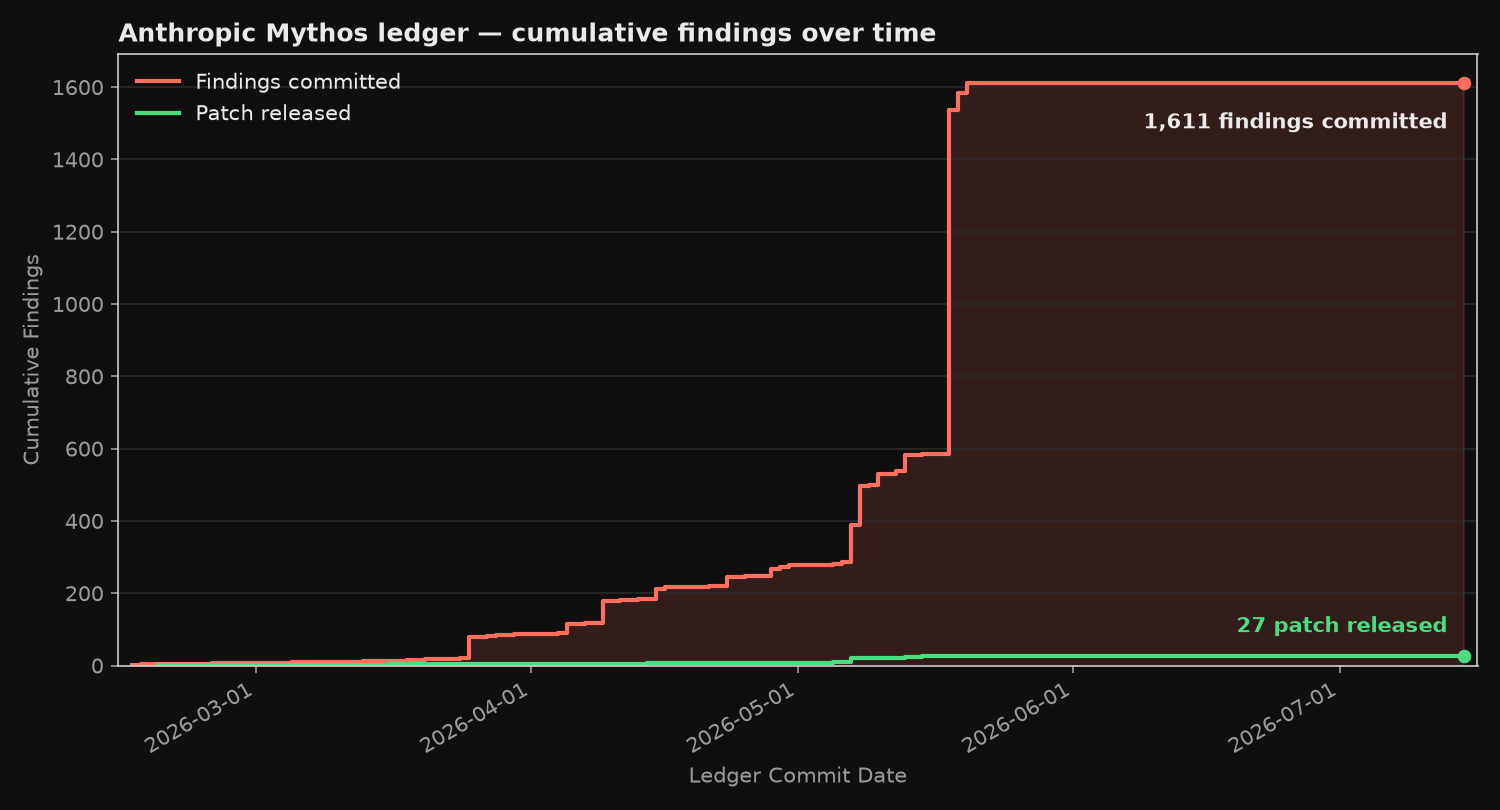 Anthropic Mythos ledger — cumulative findings over time
Findings committed
Patch released
1600
1400
1200
1000
800
600
400
200
0
Cumulative Findings
1,611 findings committed
27 patch released
2026-03-01
2026-04-01
2026-05-01
2026-06-01
2026-07-01
Ledger Commit Date